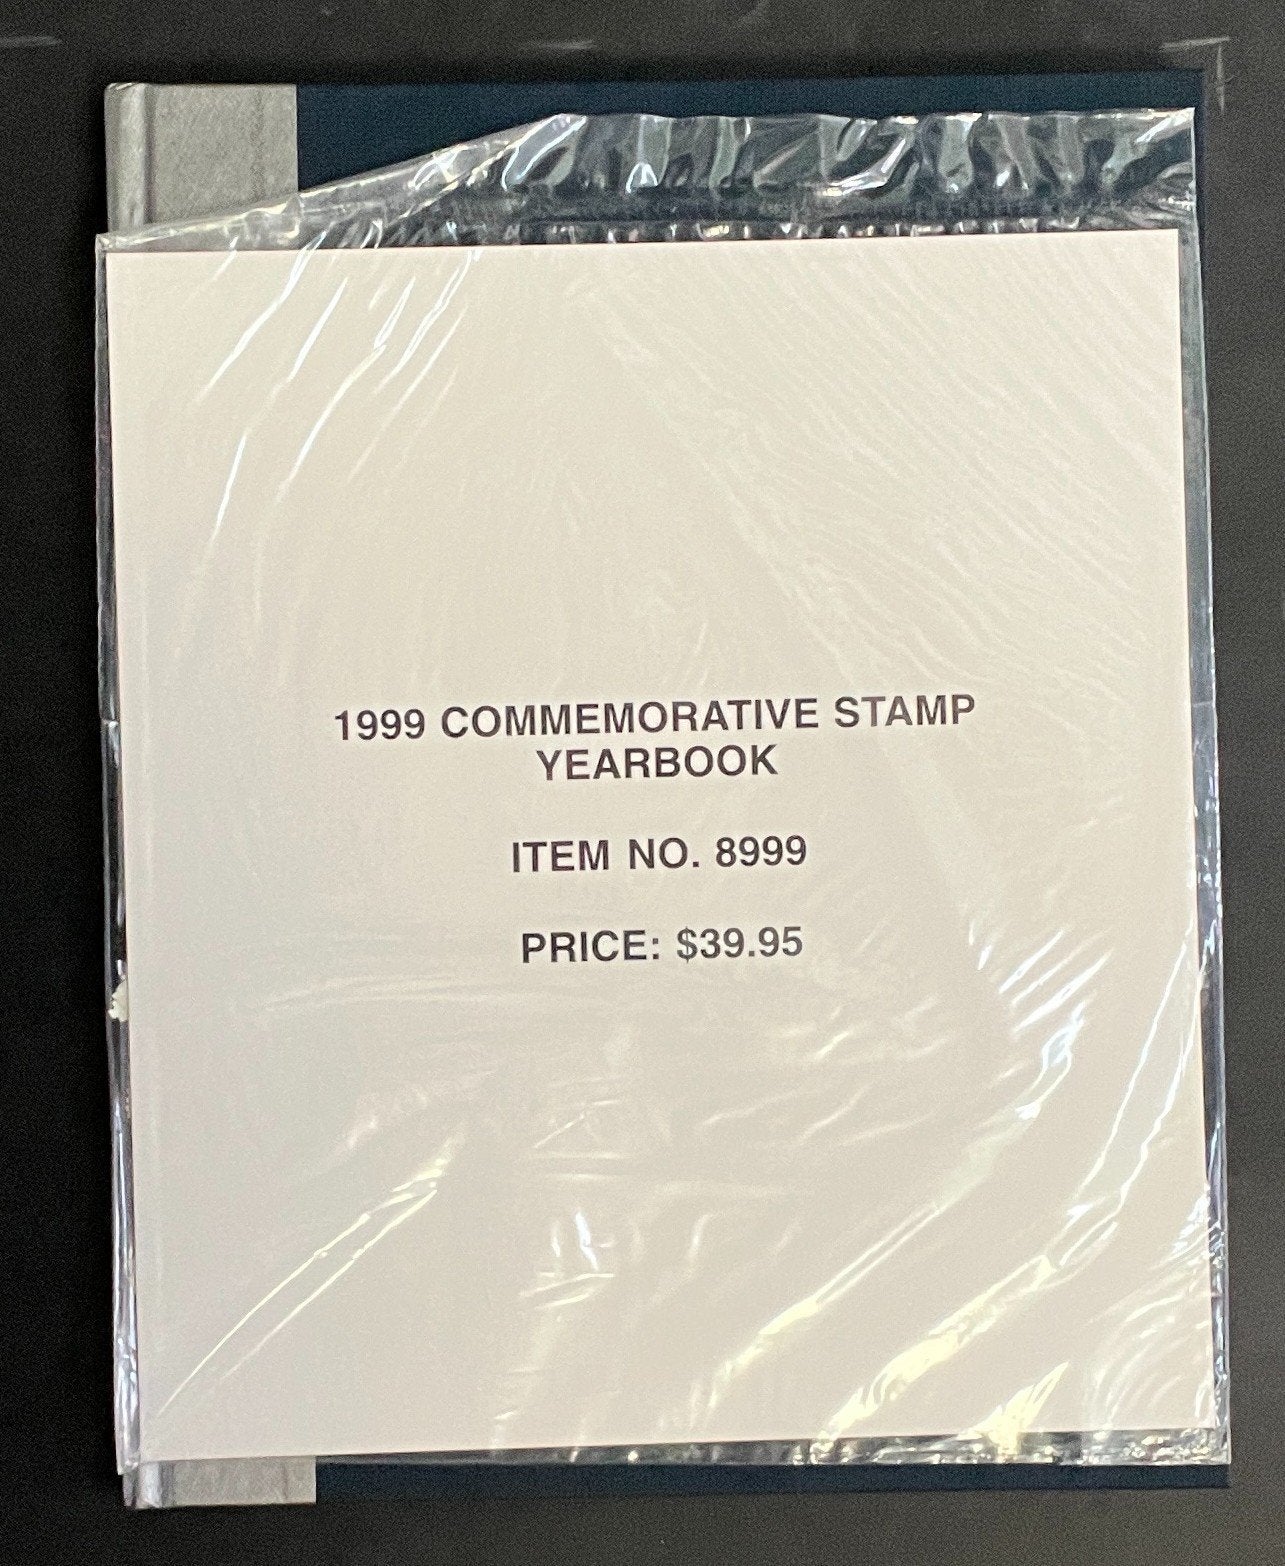 1999 COMMEMORATIVE STAMP
YEARBOOK
ITEM NO. 8999
PRICE: $39.95